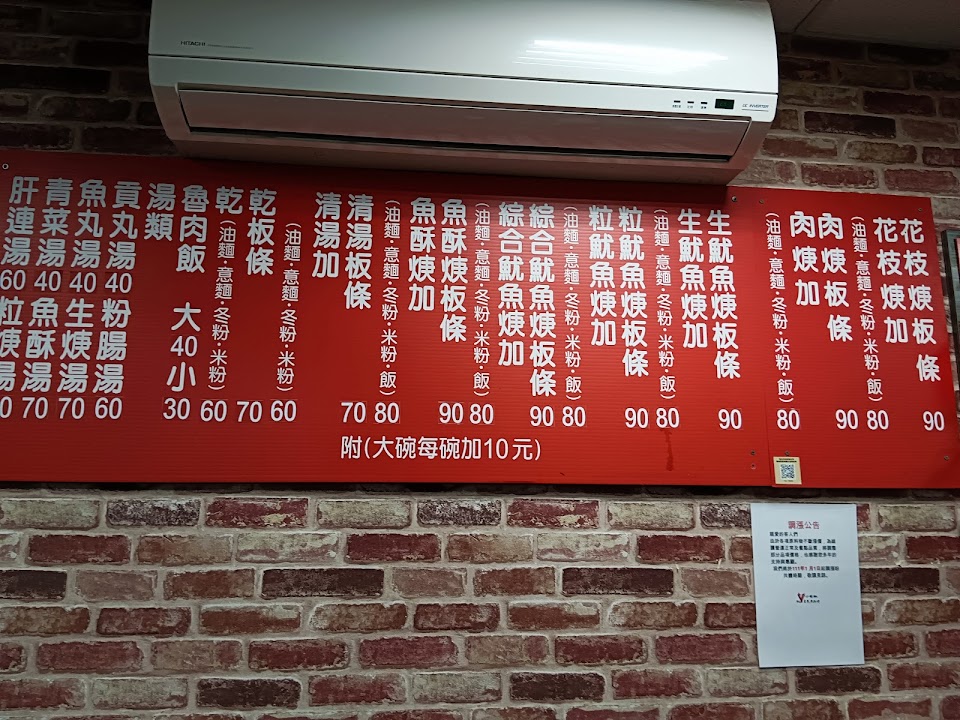 HITACHI
DC INVERTER
花枝焿板條 90
花枝焿加(油麵·意麵·冬粉·米粉·飯) 80
肉焿板條 90
肉焿加(油麵·意麵·冬粉·米粉·飯) 80
生魷魚焿板條 90
生魷魚焿加(油麵·意麵·冬粉·米粉·飯) 80
粒魷魚焿板條 90
粒魷魚焿加(油麵·意麵·冬粉·米粉·飯) 80
綜合魷魚焿板條 90
綜合魷魚焿加(油麵·意麵·冬粉·米粉·飯) 80
魚酥焿板條 90
魚酥焿加(油麵·意麵·冬粉·米粉·飯) 80
清湯板條 70
清湯加(油麵·意麵·冬粉·米粉) 60
乾板條 70
乾(油麵·意麵·冬粉·米粉) 60
魯肉飯 大40小30
湯類
貢丸湯 40
粉腸湯 60
魚丸湯 40
生焿湯 70
青菜湯 40
魚酥湯 70
肝連湯 60
粒焿湯
附(大碗每碗加10元)
調漲公告